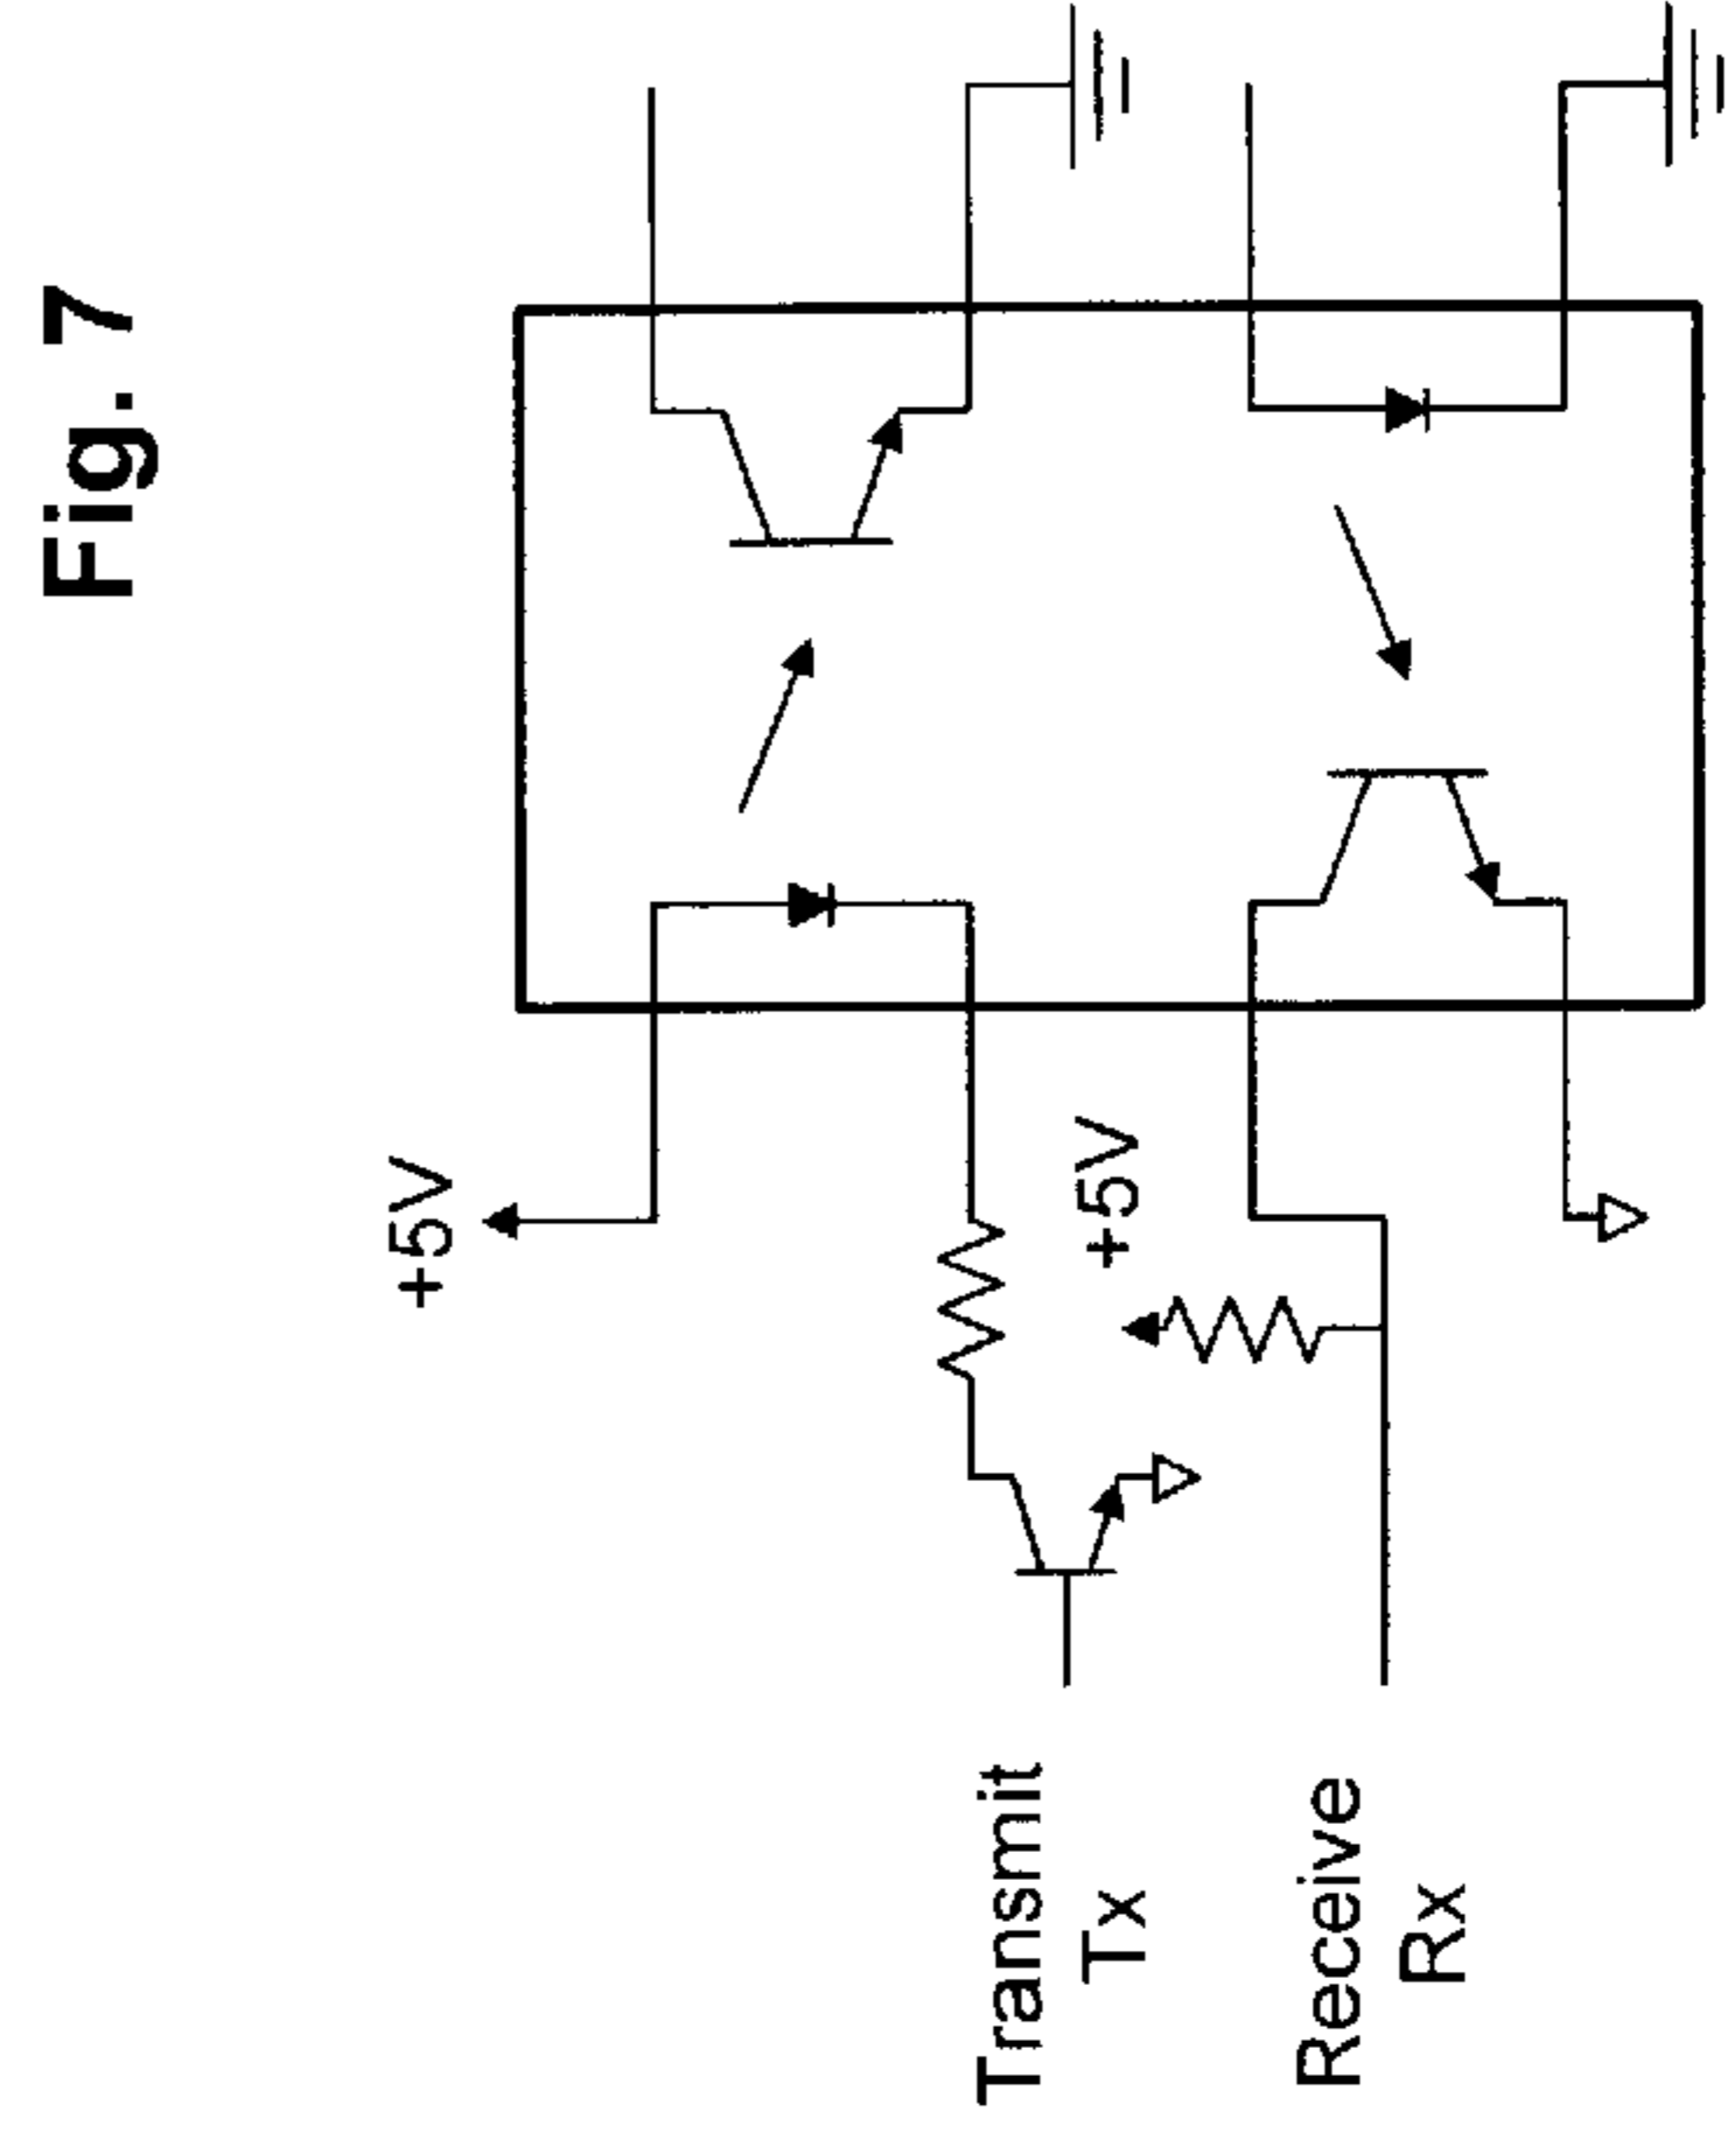 Fig. 7
+5V
+5V
Transmit
Tx
Receive
Rx